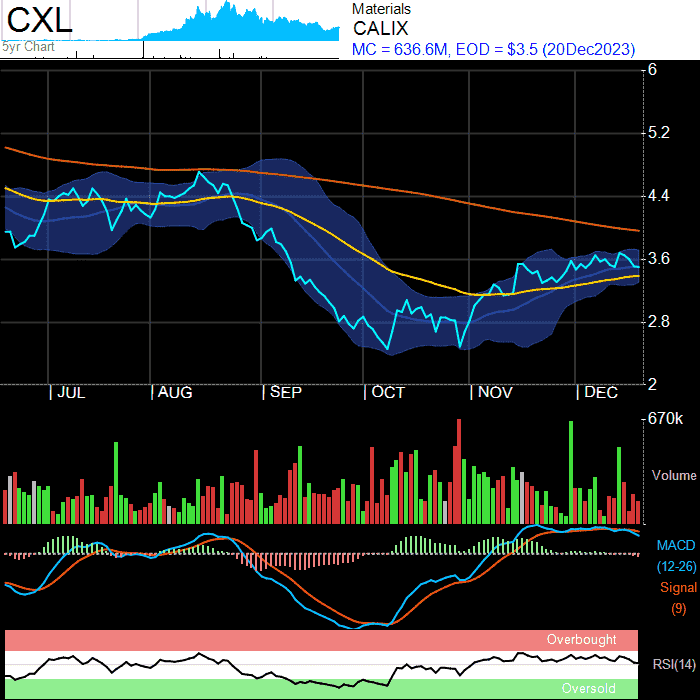 CXL
5yr Chart
Materials
CALIX
MC = 636.6M, EOD = $3.5 (20Dec2023)
6
5.2
4.4
3.6
2.8
2
JUL AUG SEP OCT NOV DEC
670k
Volume
MACD
(12-26)
Signal
(9)
Overbought
RSI(14)
Oversold